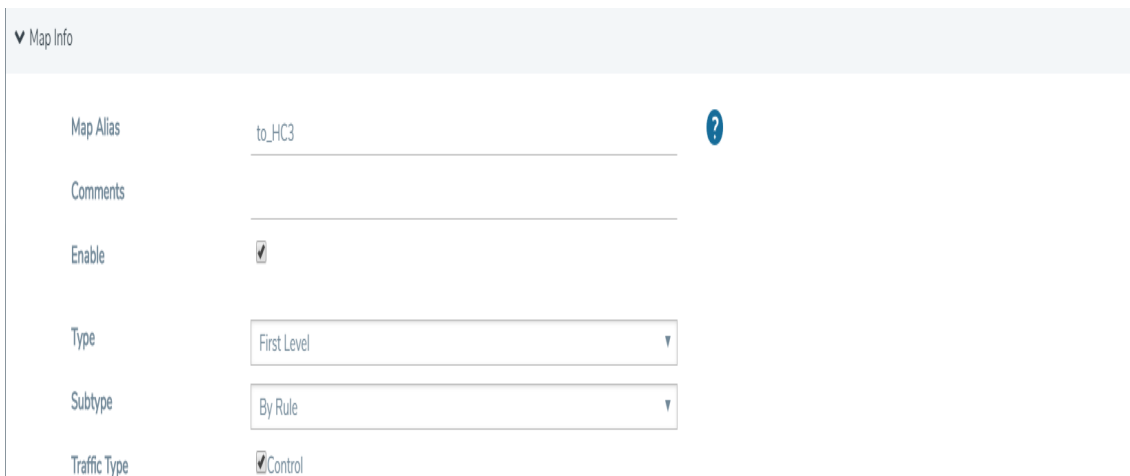 Map Info
Map Alias to_HC3 ?
Comments
Enable
Type First Level
Subtype By Rule
Traffic Type Control